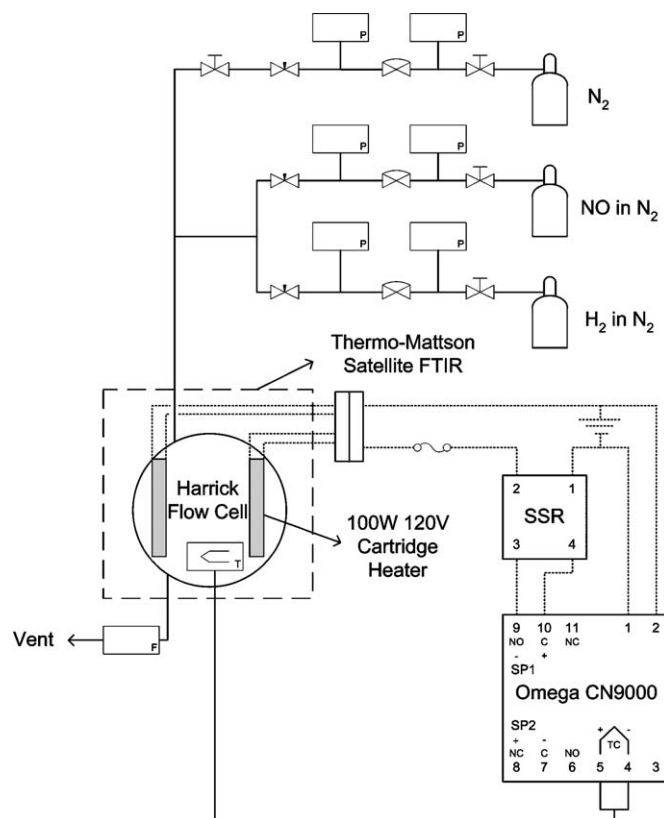 P P
N₂
P P
NO in N₂
P P
H₂ in N₂
Thermo-Mattson
Satellite FTIR
Harrick
Flow Cell
100W 120V
Cartridge
Heater
T
2 1
SSR
3 4
Vent
F
9 10 11 1 2
NO C NC
- +
SP1
Omega CN9000
SP2
+ -
NC C NO
+ -
TC
8 7 6 5 4 3